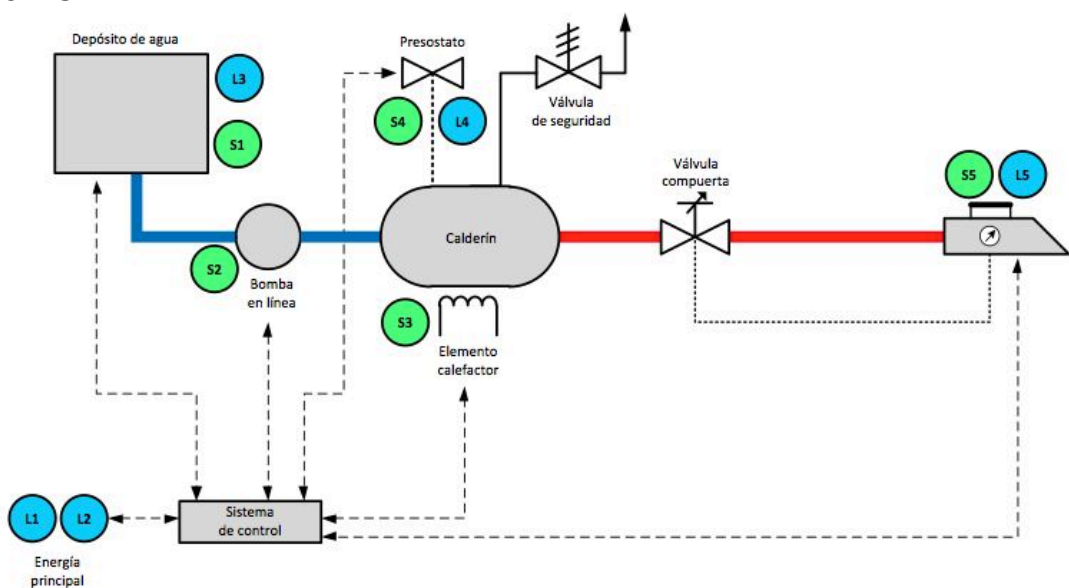 Depósito de agua
L3
S1
Presostato
S4
L4
Válvula
de seguridad
Válvula
compuerta
S5
L5
S2
Bomba
en línea
Calderín
S3
Elemento
calefactor
L1
L2
Energía
principal
Sistema
de control